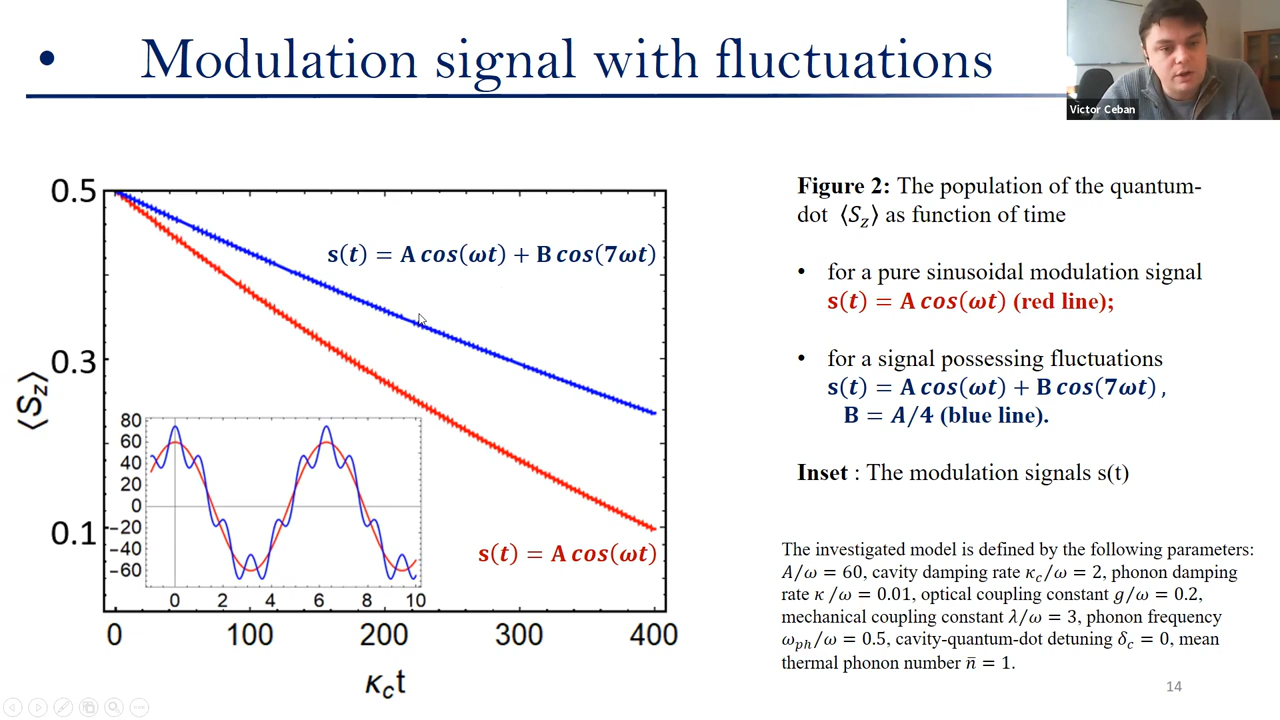 • Modulation signal with fluctuations
Victor Ceban
0.5
0.3
0.1
⟨S_z⟩
0
100
200
300
400
κ_c t
s(t) = A cos(ωt) + B cos(7ωt)
s(t) = A cos(ωt)
80
60
40
20
0
−20
−40
−60
0
2
4
6
8
10
Figure 2: The population of the quantum-
dot ⟨S_z⟩ as function of time
• for a pure sinusoidal modulation signal
s(t) = A cos(ωt) (red line);
• for a signal possessing fluctuations
s(t) = A cos(ωt) + B cos(7ωt) ,
B = A/4 (blue line).
Inset : The modulation signals s(t)
The investigated model is defined by the following parameters:
A/ω = 60, cavity damping rate κ_c/ω = 2, phonon damping
rate κ /ω = 0.01, optical coupling constant g/ω = 0.2,
mechanical coupling constant λ/ω = 3, phonon frequency
ω_ph/ω = 0.5, cavity-quantum-dot detuning δ_c = 0, mean
thermal phonon number n̄ = 1.
14